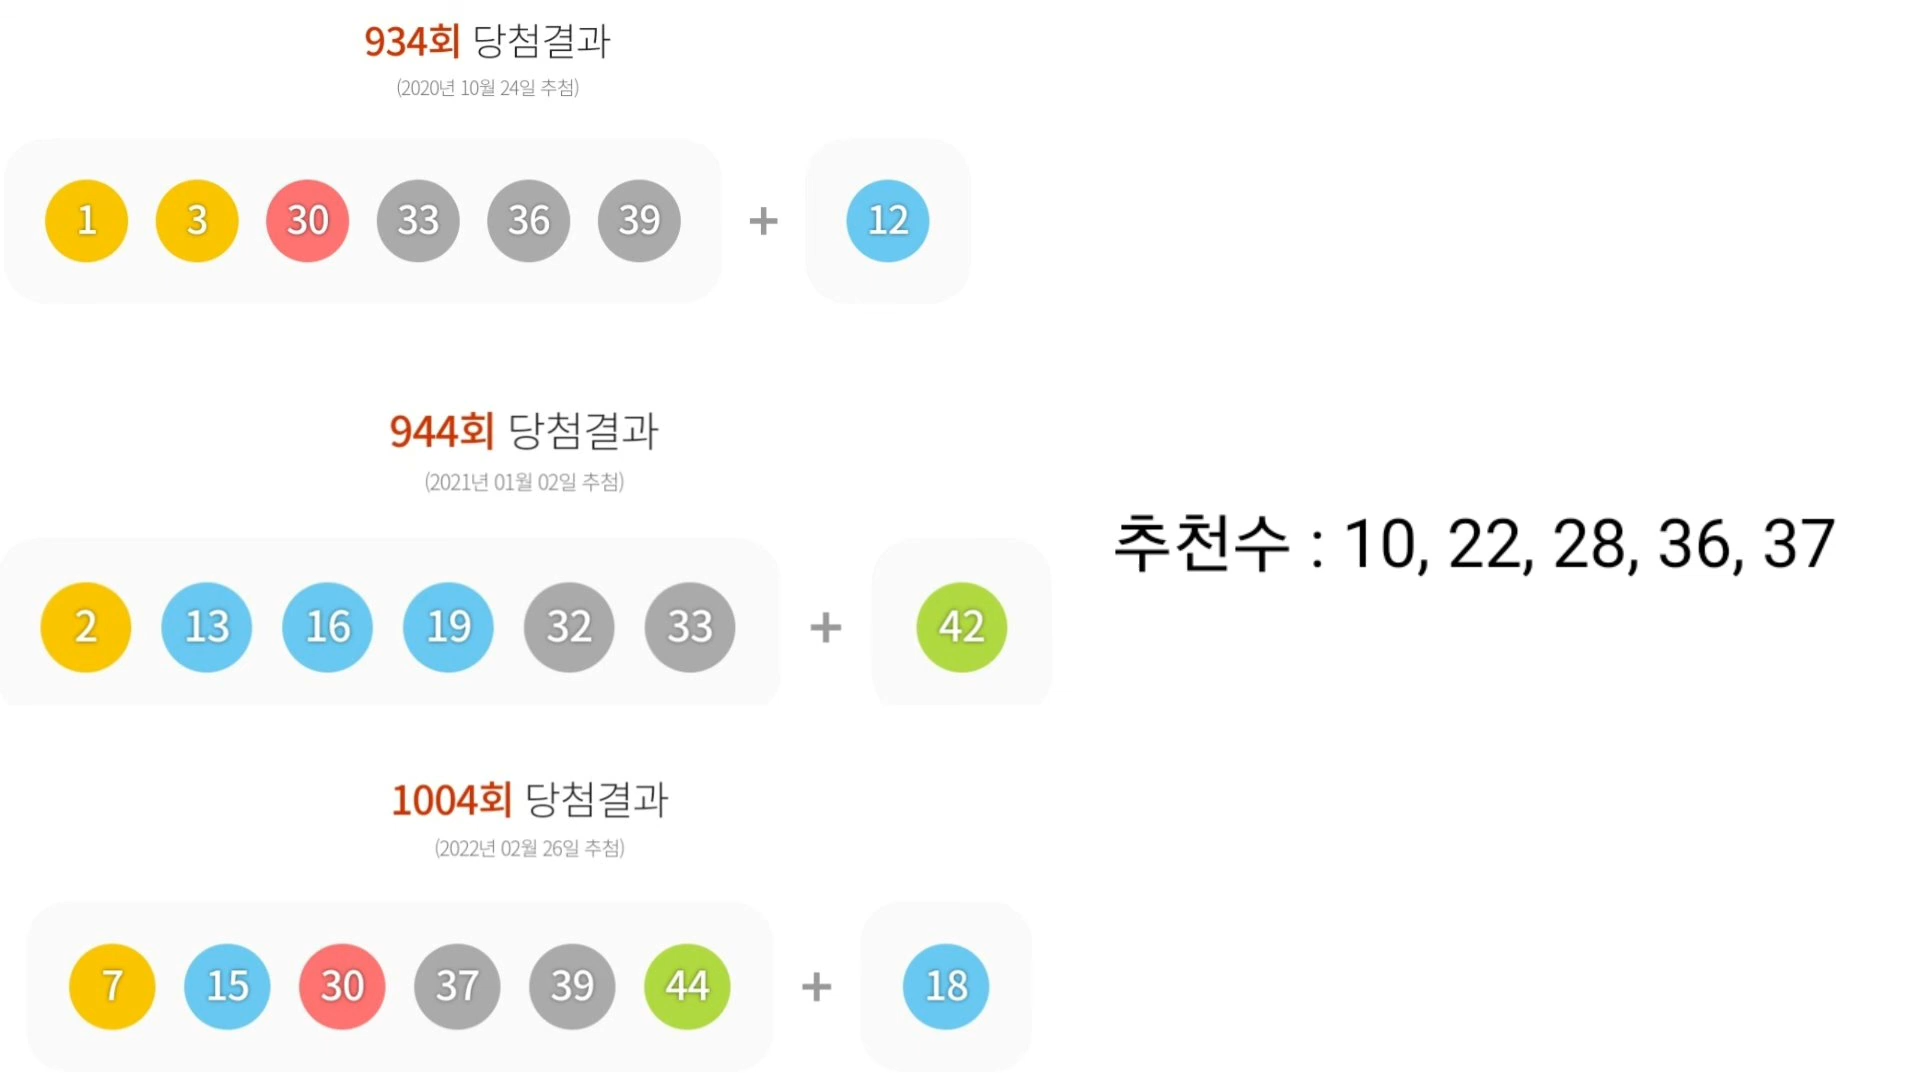 934회 당첨결과
(2020년 10월 24일 추첨)
1 3 30 33 36 39 + 12
944회 당첨결과
(2021년 01월 02일 추첨)
2 13 16 19 32 33 + 42
추천수 : 10, 22, 28, 36, 37
1004회 당첨결과
(2022년 02월 26일 추첨)
7 15 30 37 39 44 + 18